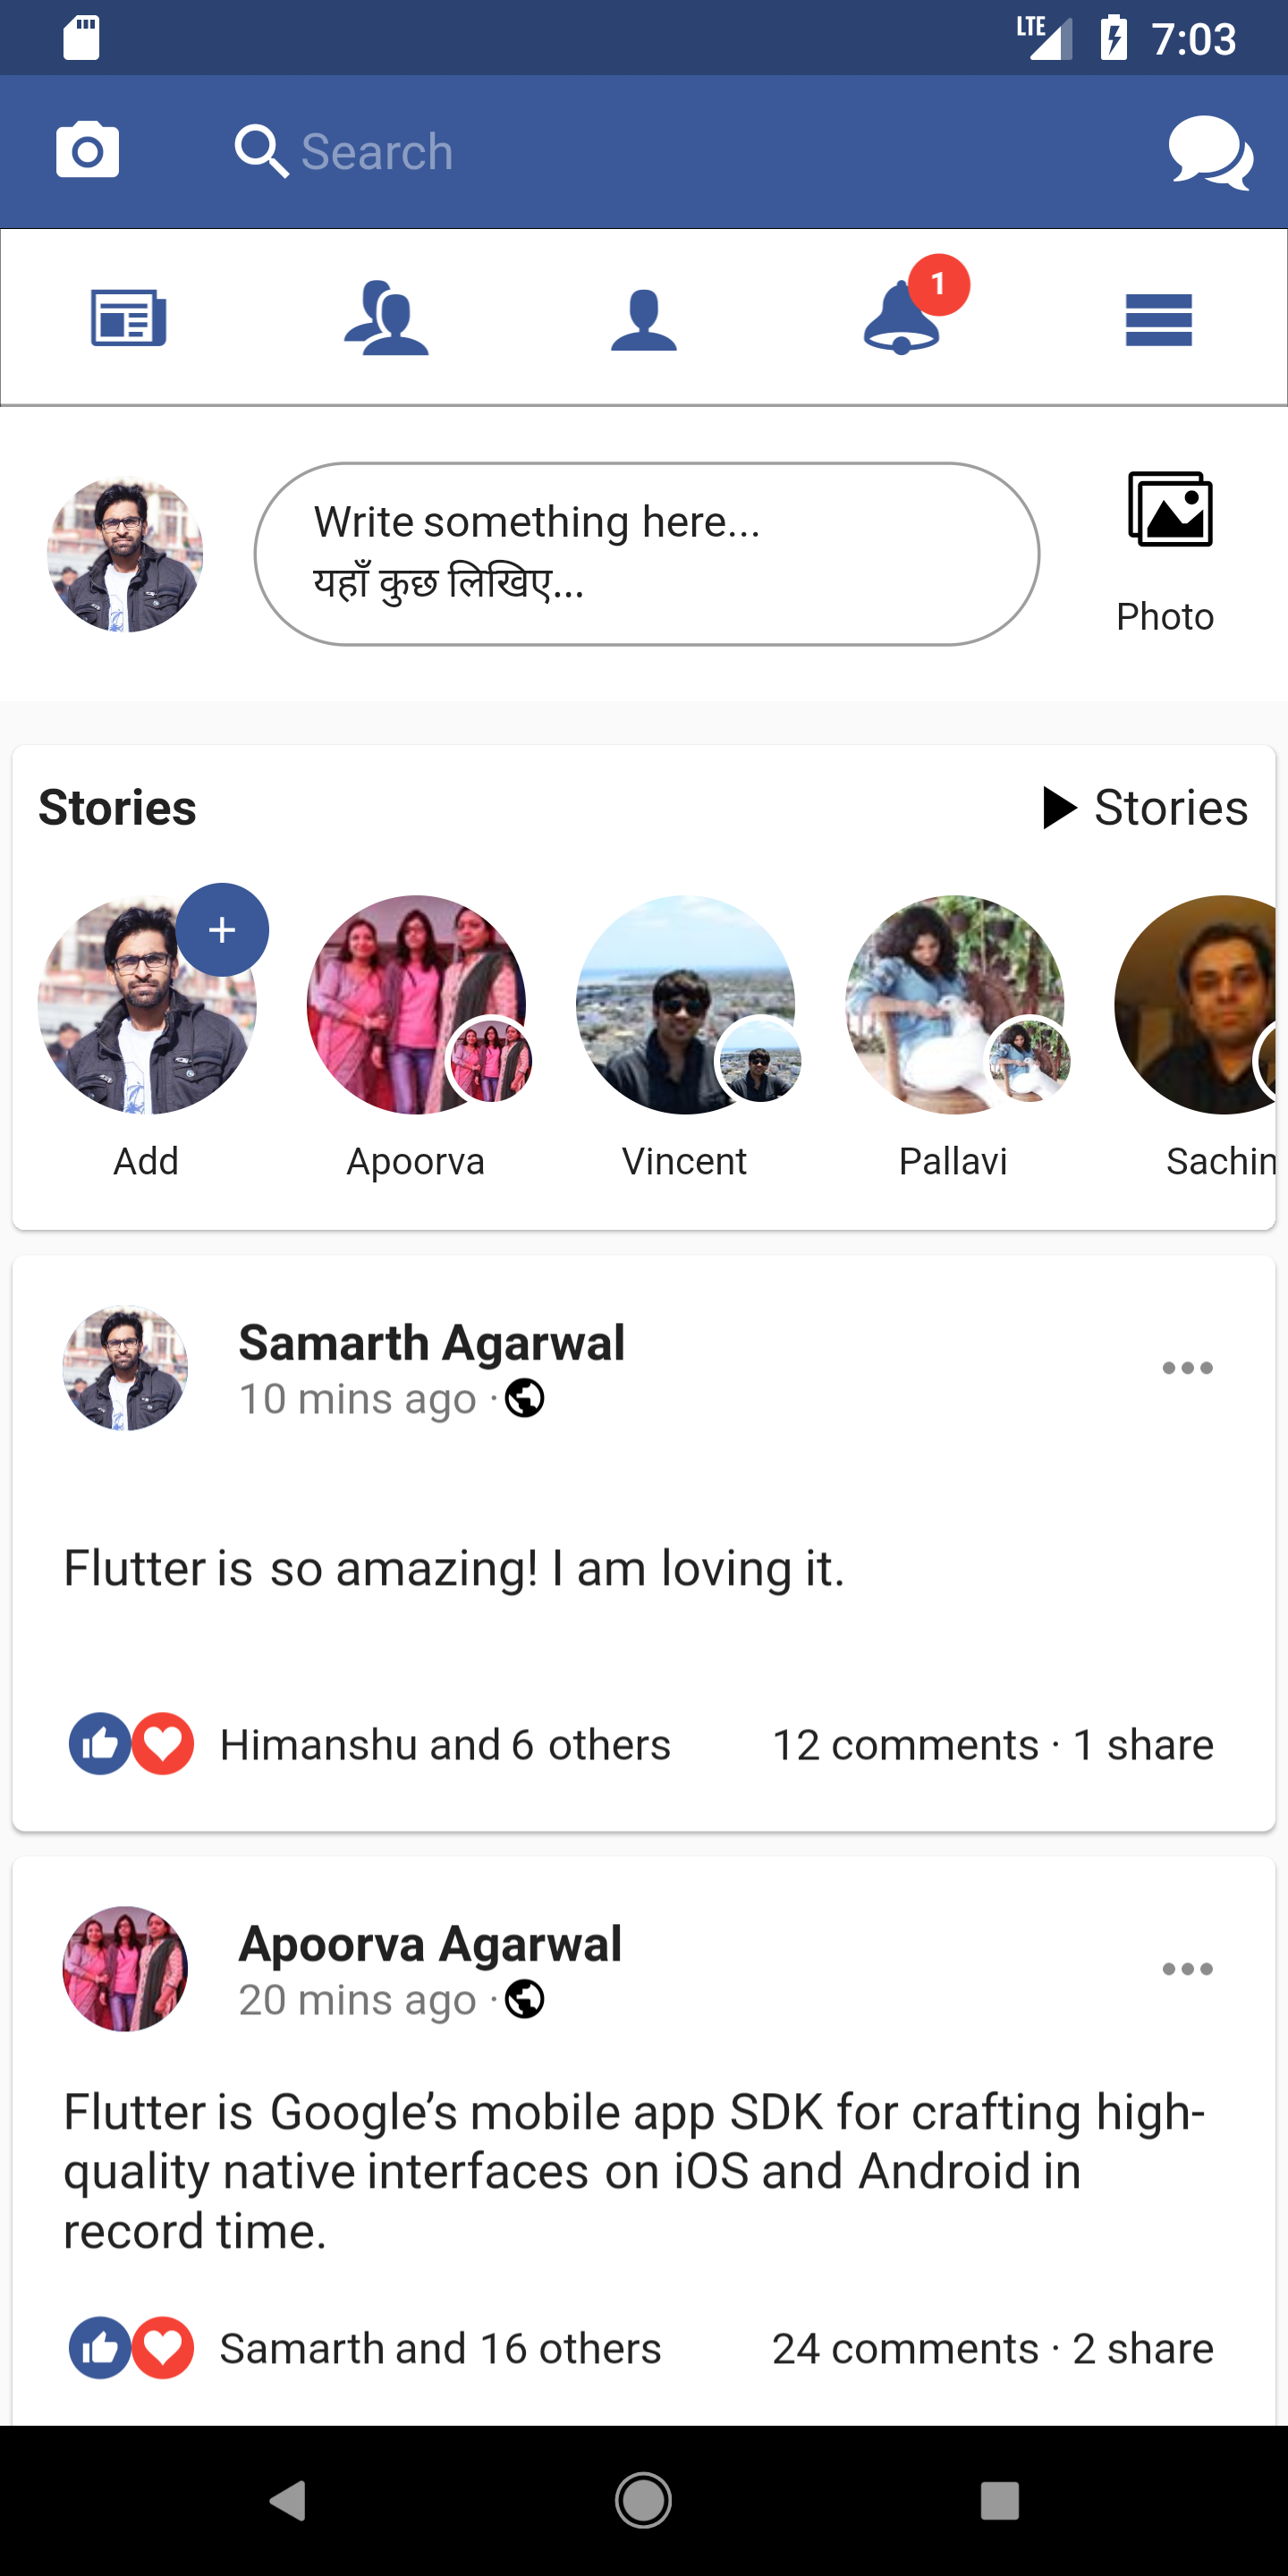 LTE 7:03
Search
1
Write something here...
यहाँ कुछ लिखिए...
Photo
Stories
Stories
+
Add
Apoorva
Vincent
Pallavi
Sachin
Samarth Agarwal
10 mins ago ·
Flutter is so amazing! I am loving it.
Himanshu and 6 others
12 comments · 1 share
Apoorva Agarwal
20 mins ago ·
Flutter is Google’s mobile app SDK for crafting high-
quality native interfaces on iOS and Android in
record time.
Samarth and 16 others
24 comments · 2 share